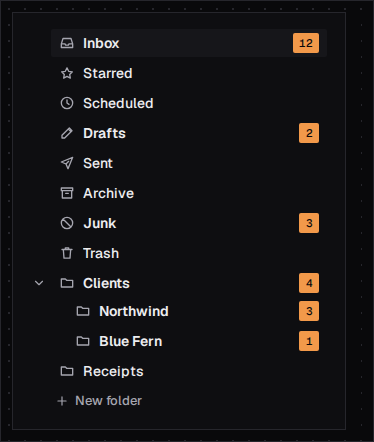 Inbox 12
Starred
Scheduled
Drafts 2
Sent
Archive
Junk 3
Trash
Clients 4
Northwind 3
Blue Fern 1
Receipts
New folder